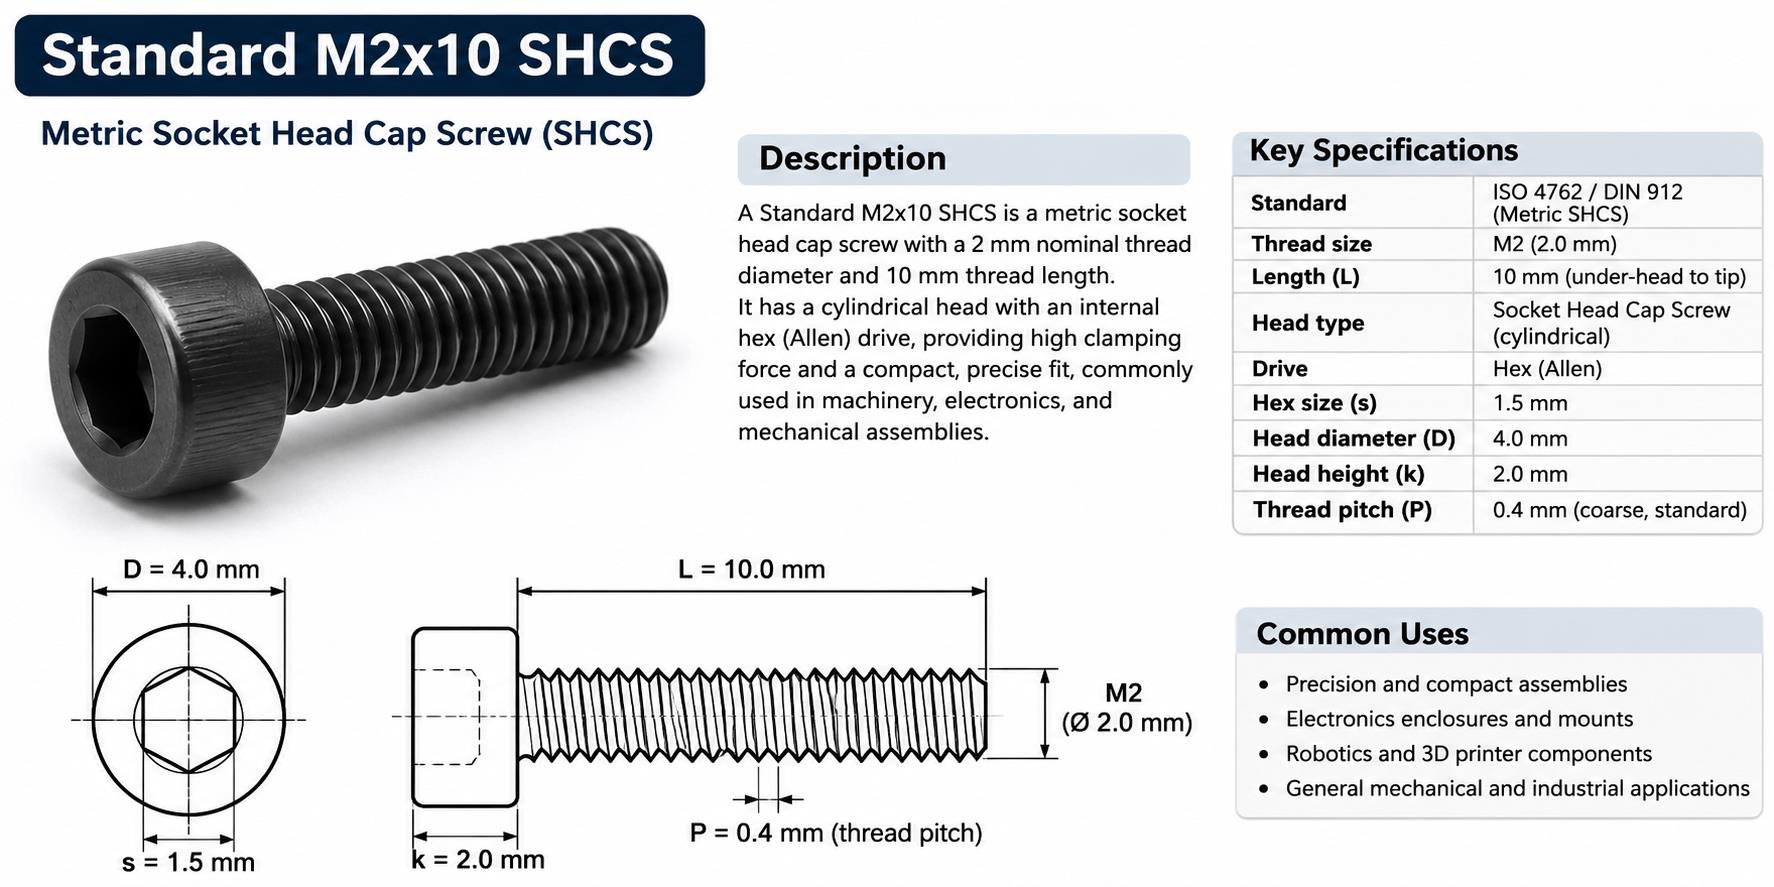 Standard M2x10 SHCS
Metric Socket Head Cap Screw (SHCS)
Description
A Standard M2x10 SHCS is a metric socket
head cap screw with a 2 mm nominal thread
diameter and 10 mm thread length.
It has a cylindrical head with an internal
hex (Allen) drive, providing high clamping
force and a compact, precise fit, commonly
used in machinery, electronics, and
mechanical assemblies.
Key Specifications
Standard ISO 4762 / DIN 912
(Metric SHCS)
Thread size M2 (2.0 mm)
Length (L) 10 mm (under-head to tip)
Head type Socket Head Cap Screw
(cylindrical)
Drive Hex (Allen)
Hex size (s) 1.5 mm
Head diameter (D) 4.0 mm
Head height (k) 2.0 mm
Thread pitch (P) 0.4 mm (coarse, standard)
D = 4.0 mm
s = 1.5 mm
L = 10.0 mm
M2
(Ø 2.0 mm)
P = 0.4 mm (thread pitch)
k = 2.0 mm
Common Uses
• Precision and compact assemblies
• Electronics enclosures and mounts
• Robotics and 3D printer components
• General mechanical and industrial applications